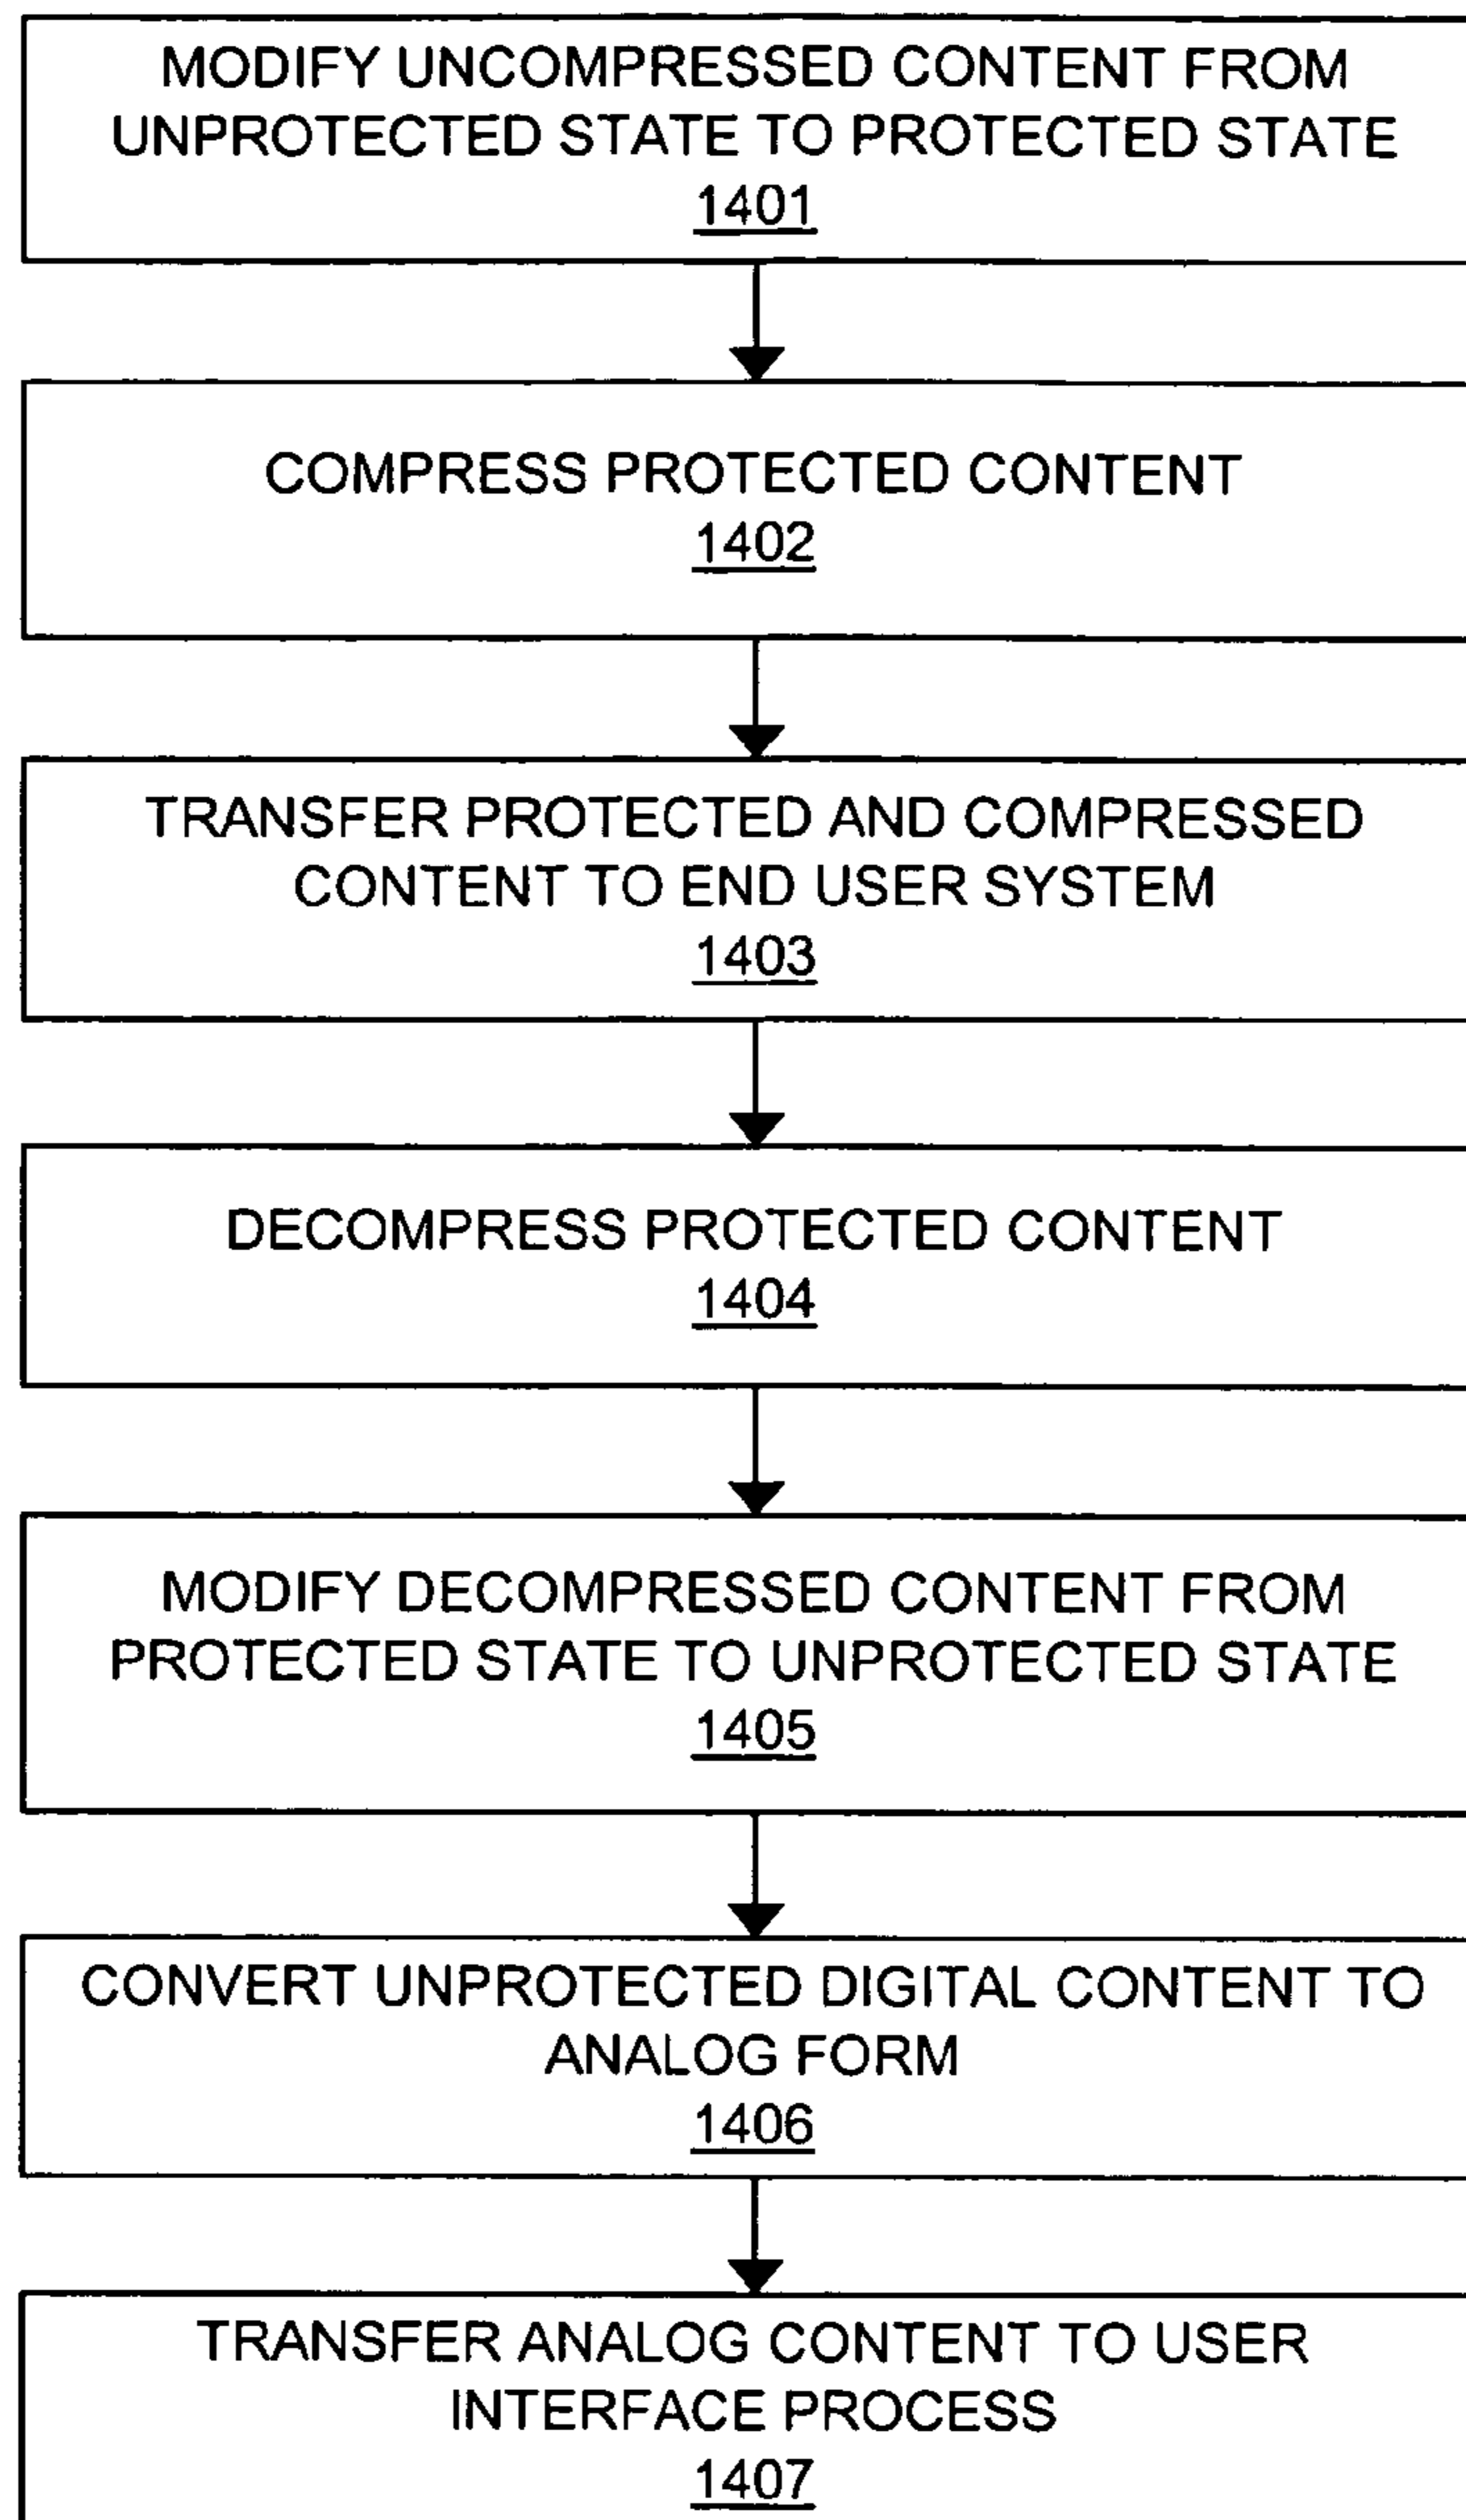 MODIFY UNCOMPRESSED CONTENT FROM
UNPROTECTED STATE TO PROTECTED STATE
1401
COMPRESS PROTECTED CONTENT
1402
TRANSFER PROTECTED AND COMPRESSED
CONTENT TO END USER SYSTEM
1403
DECOMPRESS PROTECTED CONTENT
1404
MODIFY DECOMPRESSED CONTENT FROM
PROTECTED STATE TO UNPROTECTED STATE
1405
CONVERT UNPROTECTED DIGITAL CONTENT TO
ANALOG FORM
1406
TRANSFER ANALOG CONTENT TO USER
INTERFACE PROCESS
1407